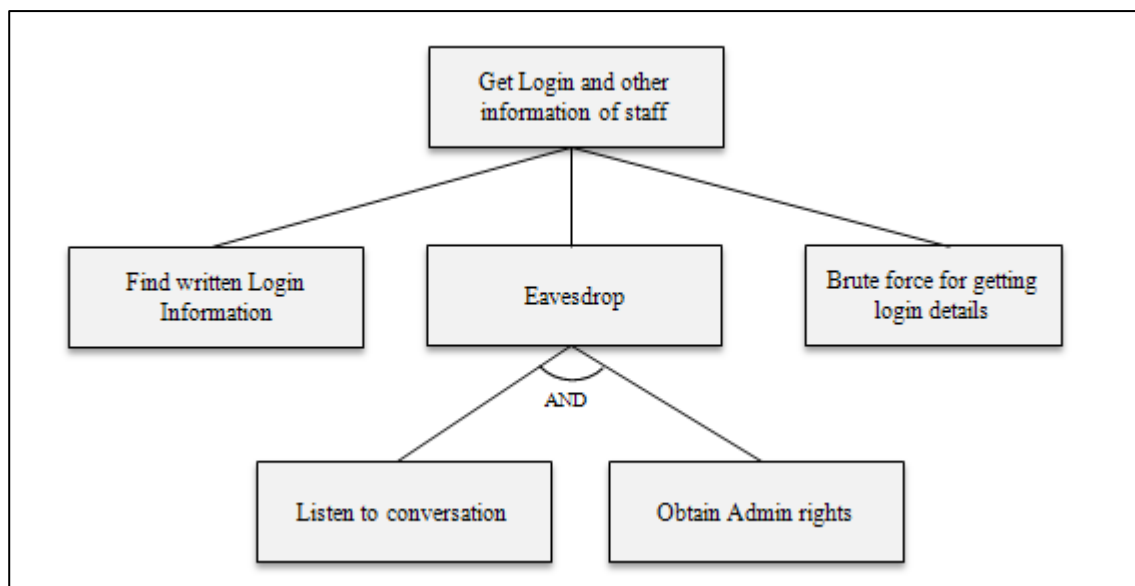 Get Login and other
information of staff
Find written Login
Information
Eavesdrop
Brute force for getting
login details
AND
Listen to conversation
Obtain Admin rights